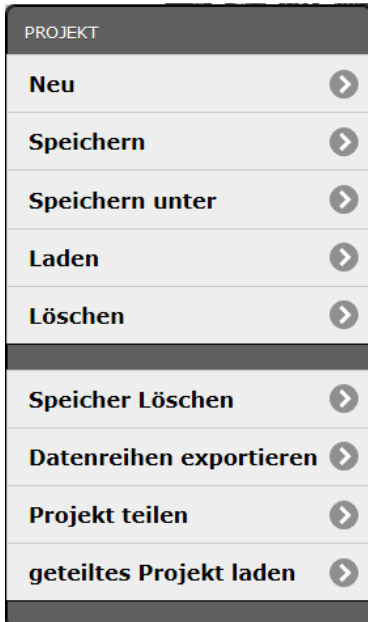 PROJEKT
Neu
Speichern
Speichern unter
Laden
Löschen
Speicher Löschen
Datenreihen exportieren
Projekt teilen
geteiltes Projekt laden